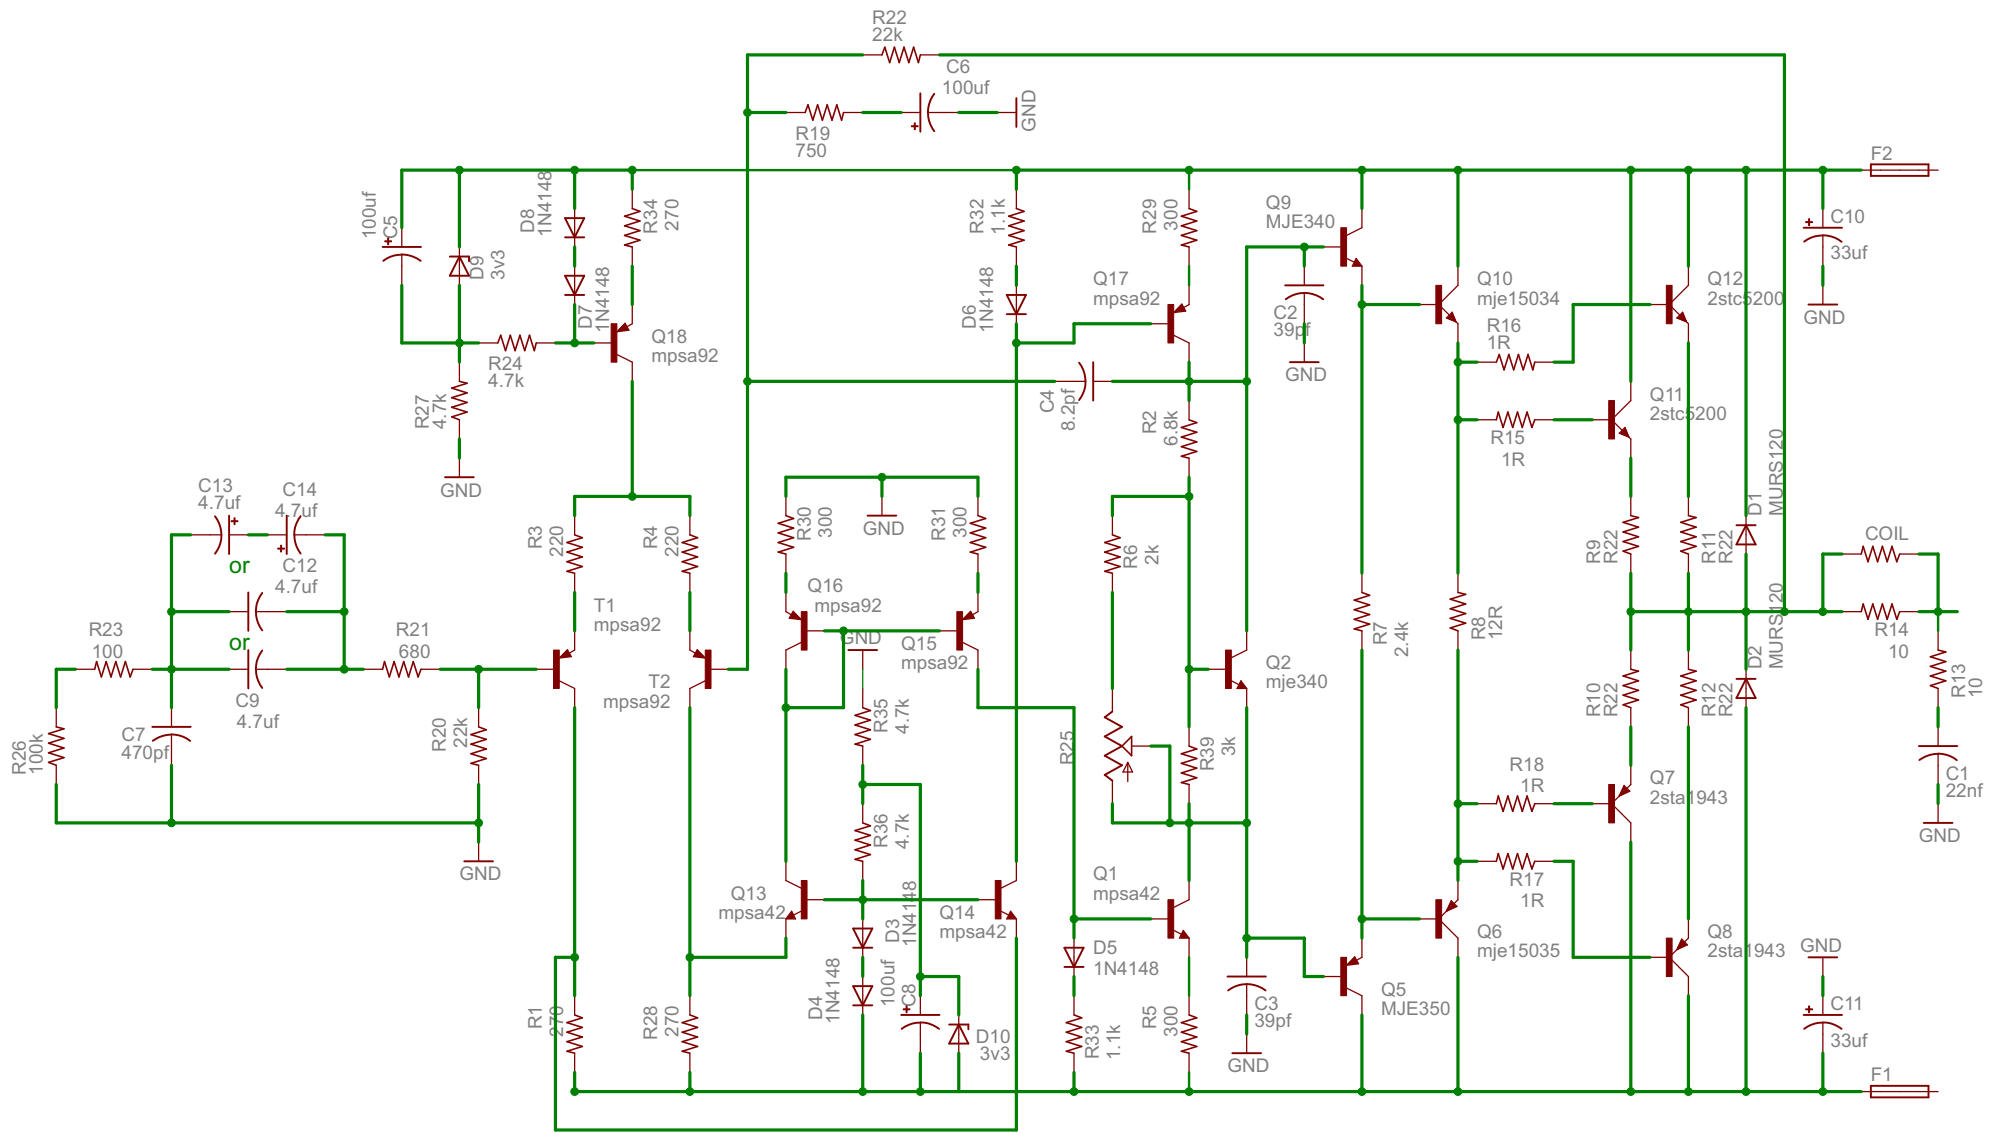 R22
22k
C6
100uf
GND
R19
750
F2
100uf
C5
D9
3v3
D8
1N4148
D7
1N4148
R34
270
Q18
mpsa92
R24
4.7k
R27
4.7k
GND
R32
1.1k
D6
1N4148
R29
300
Q17
mpsa92
C4
8.2pf
R2
6.8k
Q9
MJE340
C2
39pf
GND
Q10
mje15034
R16
1R
Q12
2stc5200
Q11
2stc5200
R15
1R
C10
33uf
GND
C13
4.7uf
C14
4.7uf
or
C12
4.7uf
or
C9
4.7uf
R23
100
R26
100k
C7
470pf
R21
680
R20
22k
GND
R3
220
R4
220
T1
mpsa92
T2
mpsa92
R30
300
GND
R31
300
Q16
mpsa92
GND
Q15
mpsa92
R35
4.7k
R36
4.7k
R6
2k
R25
R39
3k
Q2
mje340
R7
2.4k
R8
12R
R9
R22
R11
R22
D1
MURS120
R10
R22
R12
R22
D2
MURS120
COIL
R14
10
R13
10
C1
22nf
GND
R18
1R
Q7
2sta1943
R17
1R
Q8
2sta1943
Q6
mje15035
Q5
MJE350
Q13
mpsa42
Q14
mpsa42
D3
1N4148
D4
1N4148
100uf
C8
D10
3v3
Q1
mpsa42
D5
1N4148
R33
1.1k
R5
300
C3
39pf
GND
R1
270
R28
270
GND
C11
33uf
F1